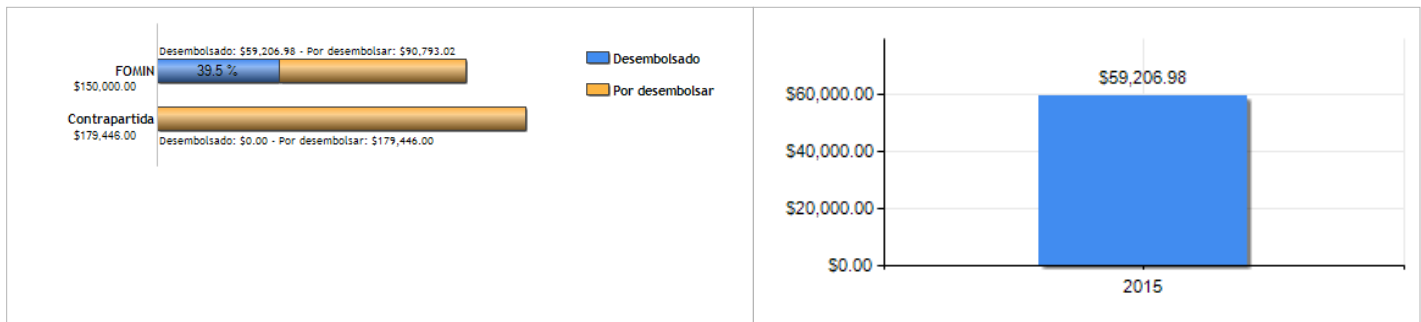 Desembolsado: $59,206.98 - Por desembolsar: $90,793.02
FOMIN
39.5 %
$150,000.00
Contrapartida
$179,446.00
Desembolsado: $0.00 - Por desembolsar: $179,446.00
Desembolsado
Por desembolsar
$59,206.98
$60,000.00
$40,000.00
$20,000.00
$0.00
2015